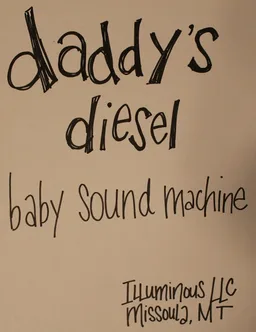 daddy's
diesel
baby sound machine
Illuminous LLC
Missoula, MT